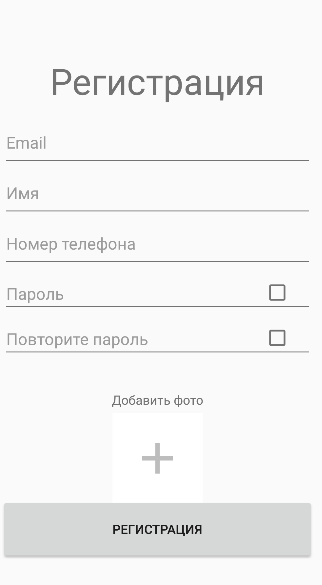 Регистрация
Email
Имя
Номер телефона
Пароль
Повторите пароль
Добавить фото
РЕГИСТРАЦИЯ